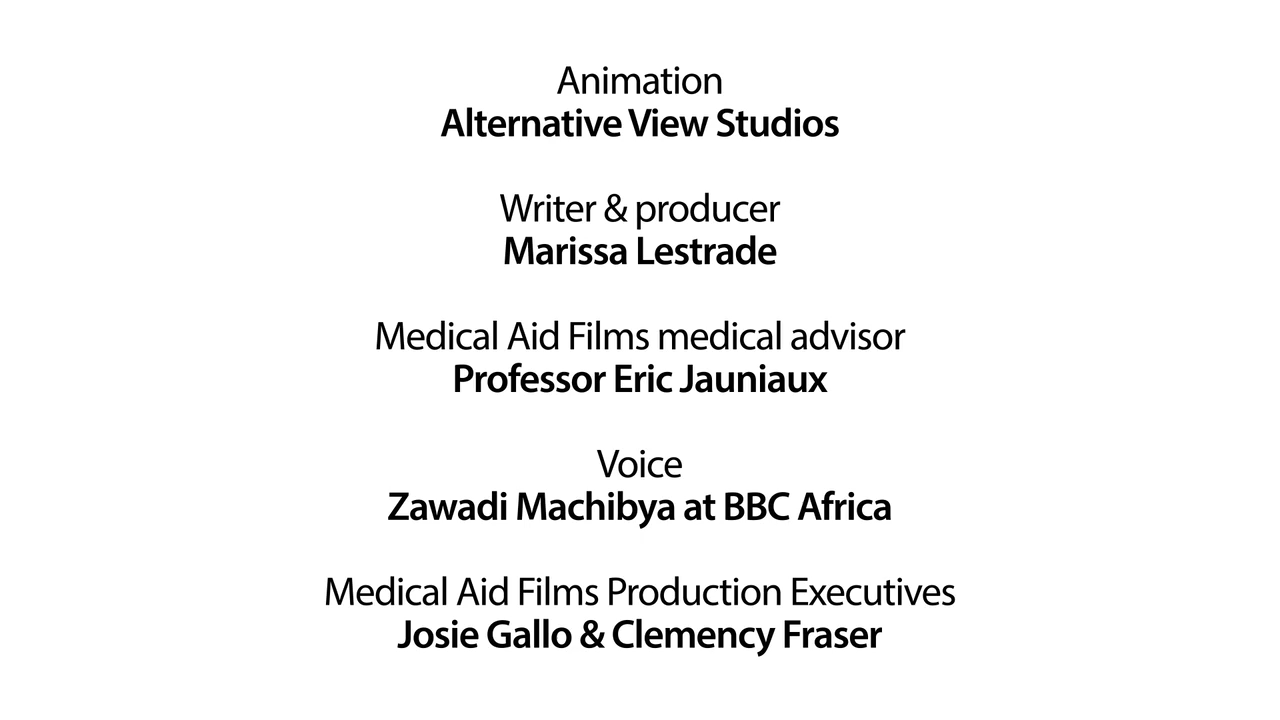 Animation
Alternative View Studios
Writer & producer
Marissa Lestrade
Medical Aid Films medical advisor
Professor Eric Jauniaux
Voice
Zawadi Machibya at BBC Africa
Medical Aid Films Production Executives
Josie Gallo & Clemency Fraser